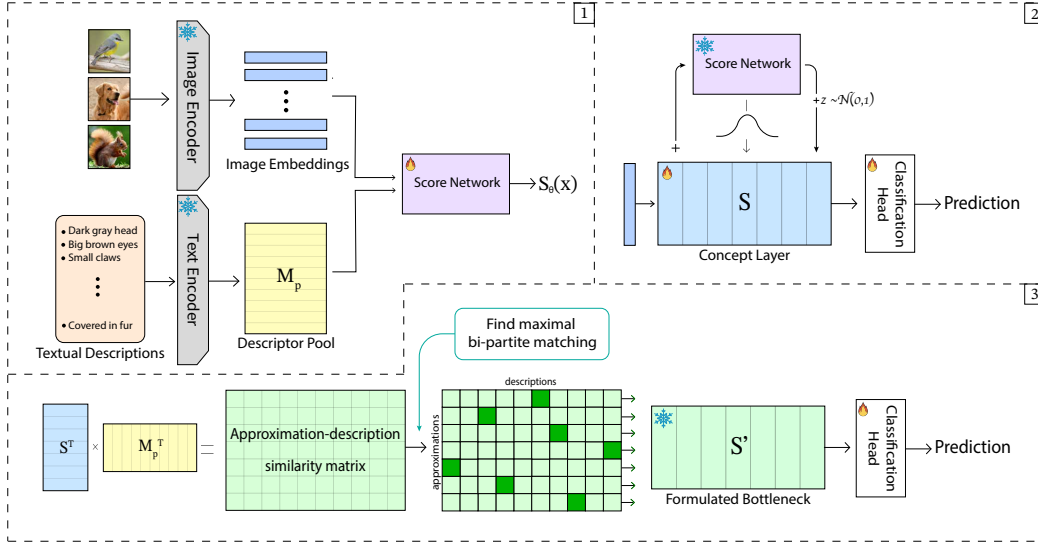 1
Image Encoder
Image Embeddings
Score Network
S_θ(x)
• Dark gray head
• Big brown eyes
• Small claws
• Covered in fur
Textual Descriptions
Text Encoder
M_p
Descriptor Pool
2
Score Network
+z ~N(0,1)
+
S
Concept Layer
Classification
Head
Prediction
3
Find maximal
bi-partite matching
S^T
×
M_p^T
=
Approximation-description
similarity matrix
descriptions
approximations
S'
Formulated Bottleneck
Classification
Head
Prediction